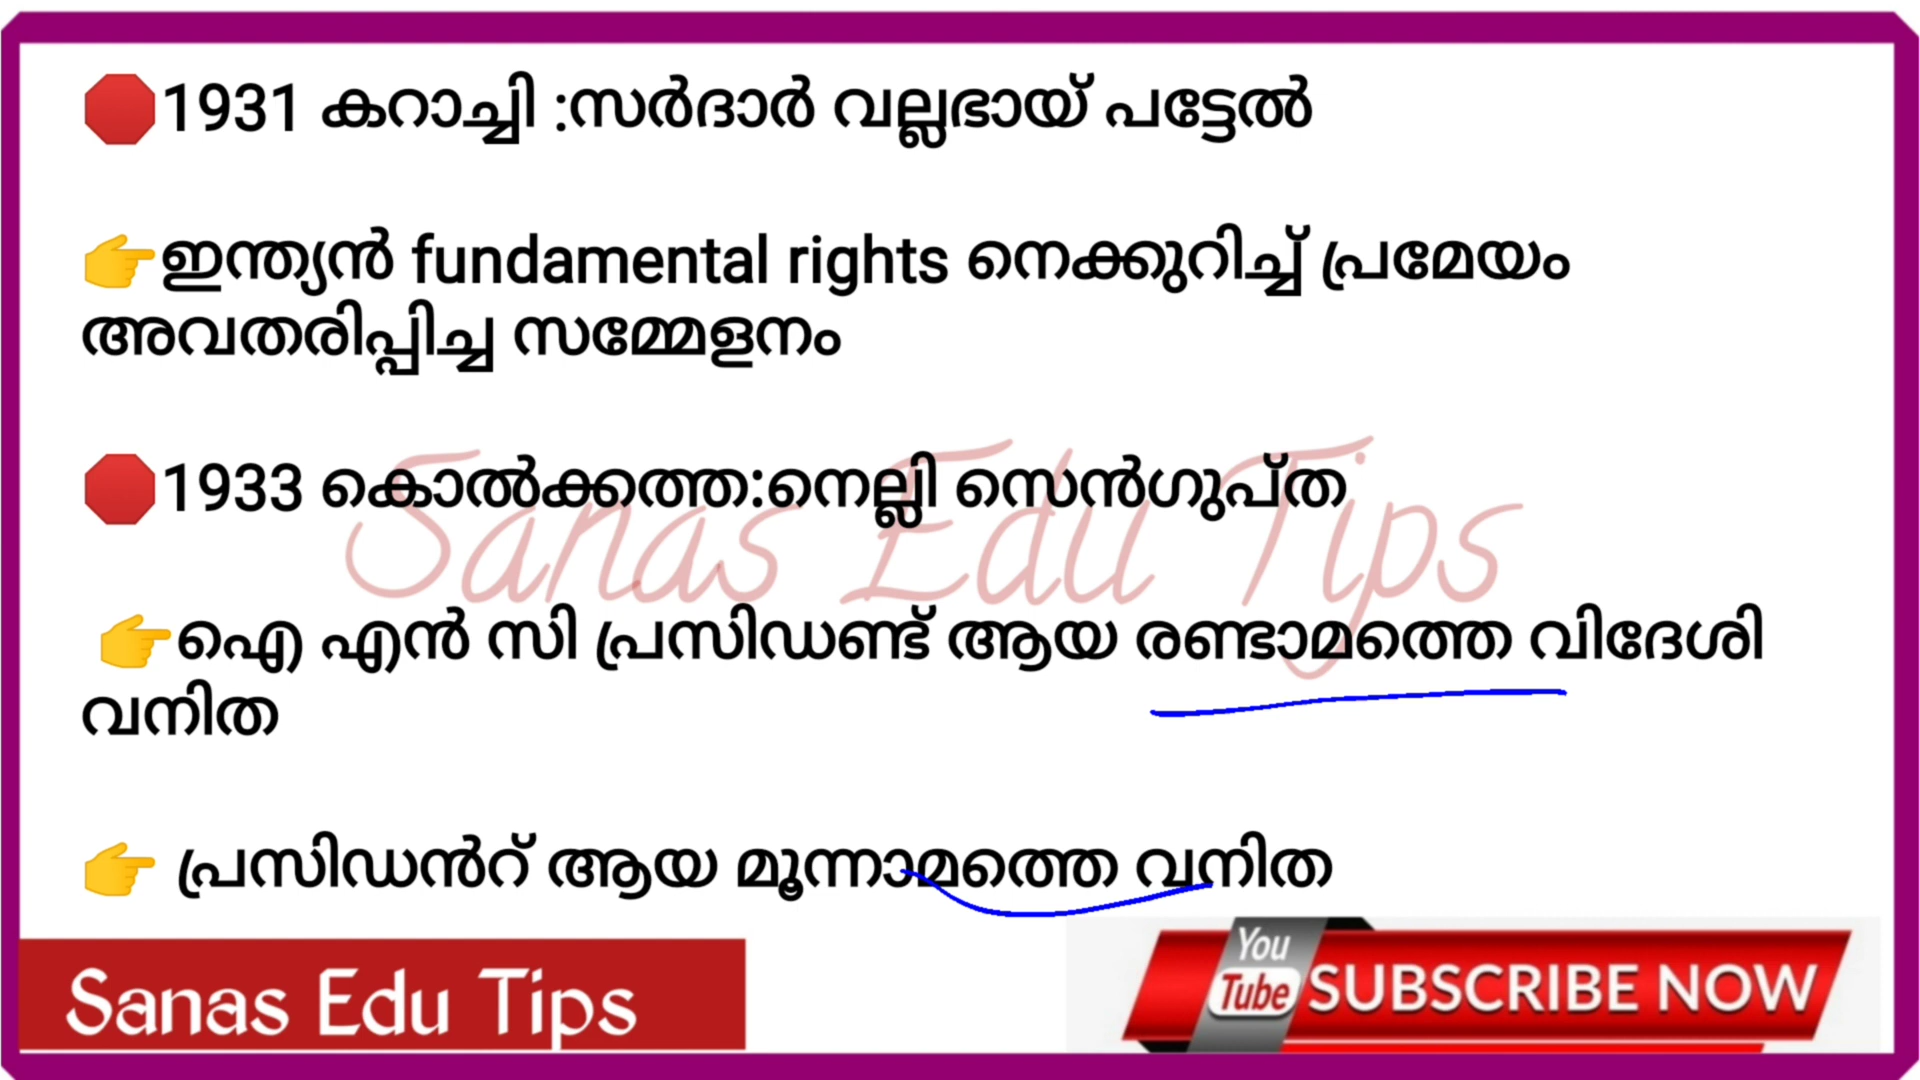 🛑1931 കറാച്ചി :സർദാർ വല്ലഭായ് പട്ടേൽ
👉ഇന്ത്യൻ fundamental rights നെക്കുറിച്ച് പ്രമേയം
അവതരിപ്പിച്ച സമ്മേളനം
🛑1933 കൊൽക്കത്ത:നെല്ലി സെൻഗുപ്ത
Sanas Edu Tips
👉ഐ എൻ സി പ്രസിഡണ്ട് ആയ രണ്ടാമത്തെ വിദേശി
വനിത
👉 പ്രസിഡൻറ് ആയ മൂന്നാമത്തെ വനിത
Sanas Edu Tips
You
Tube SUBSCRIBE NOW